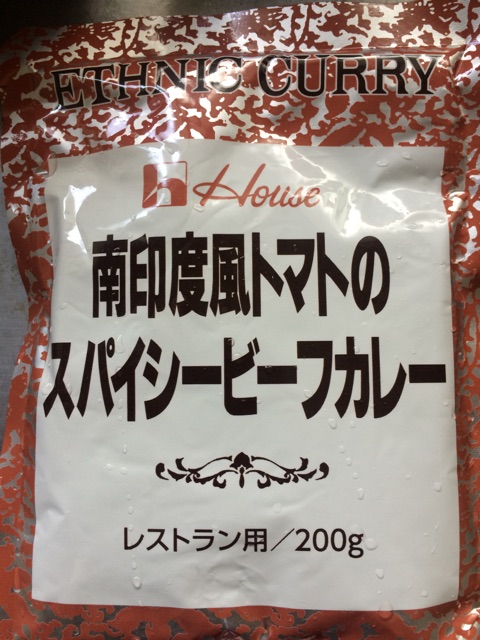 ETHNIC CURRY
House
南印度風トマトの
スパイシービーフカレー
レストラン用/200g